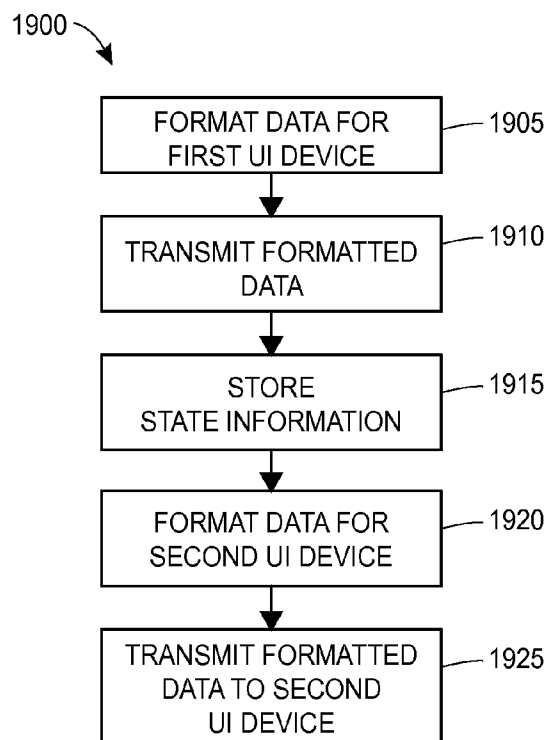 1900
FORMAT DATA FOR
FIRST UI DEVICE
1905
TRANSMIT FORMATTED
DATA
1910
STORE
STATE INFORMATION
1915
FORMAT DATA FOR
SECOND UI DEVICE
1920
TRANSMIT FORMATTED
DATA TO SECOND
UI DEVICE
1925